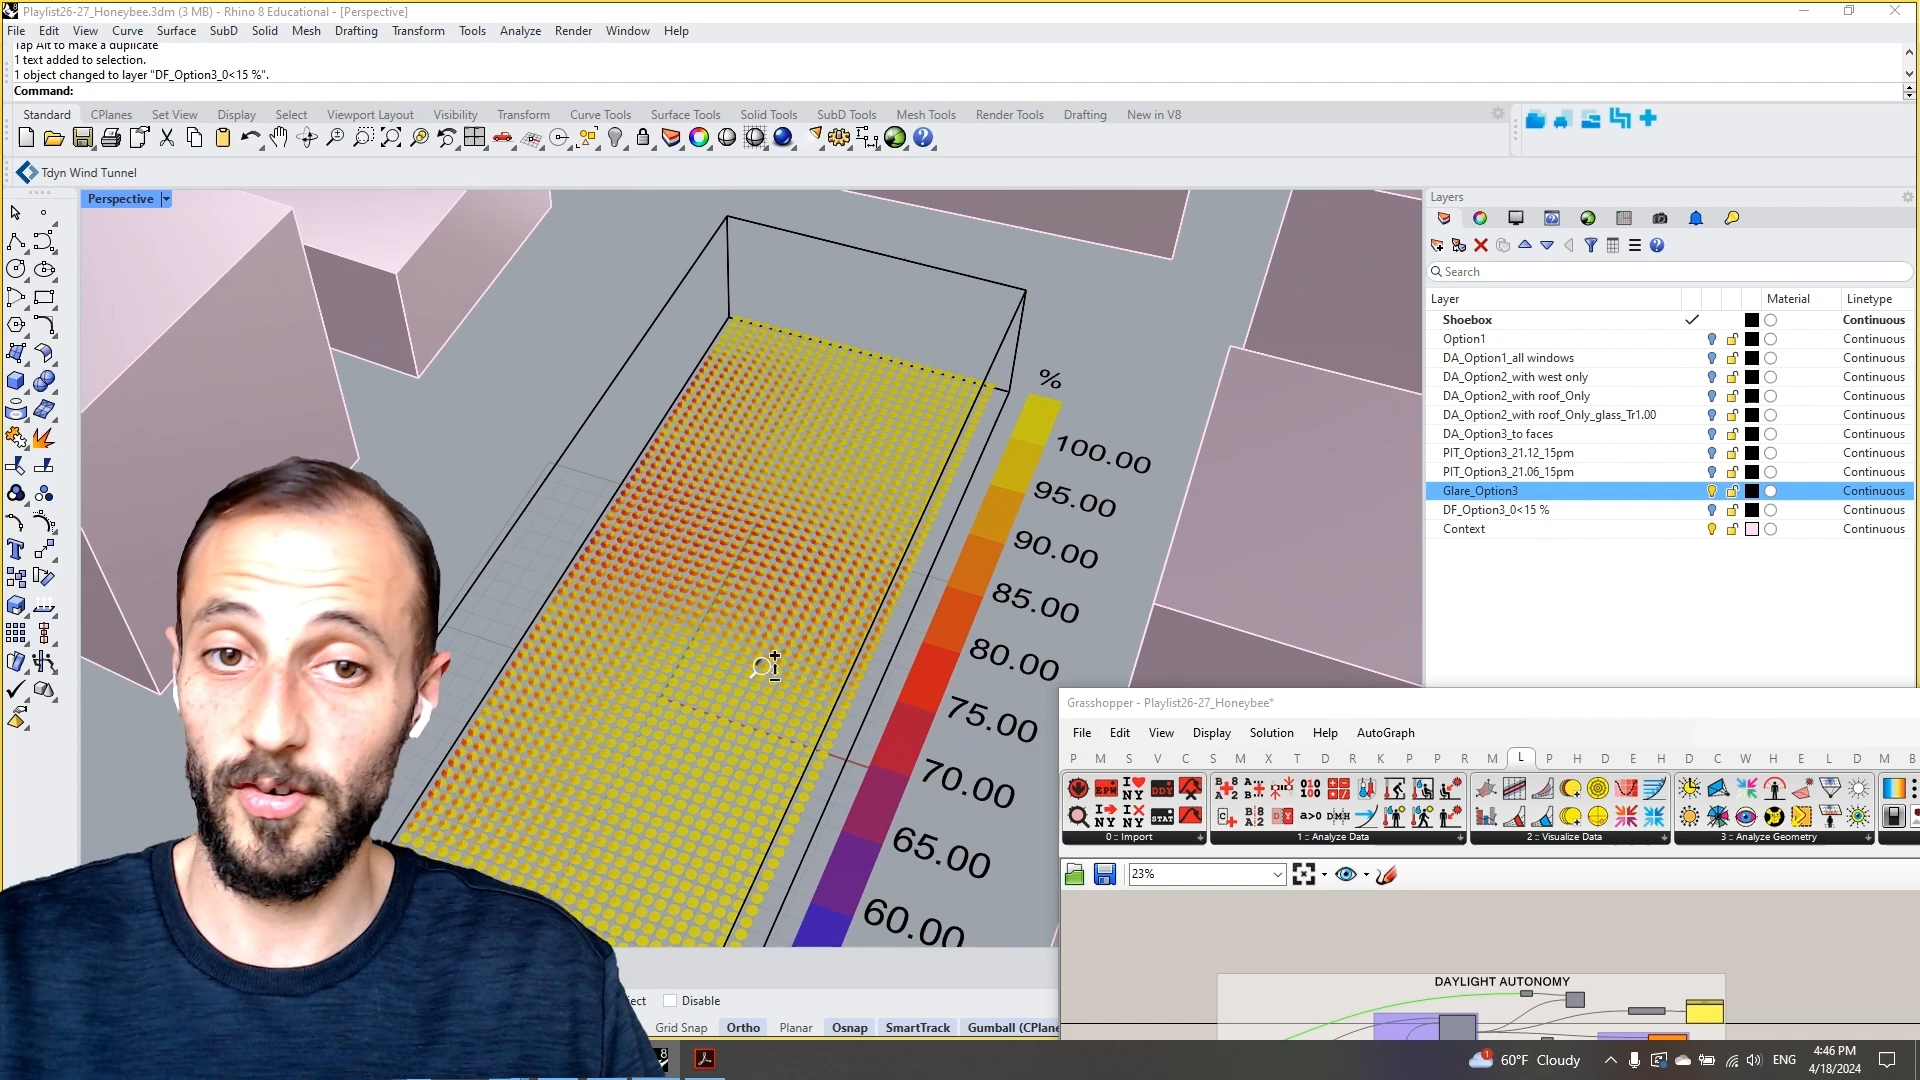 Playlist26-27_Honeybee.3dm (3 MB) - Rhino 8 Educational - [Perspective]
File Edit View Curve Surface SubD Solid Mesh Drafting Transform Tools Analyze Render Window Help
Tap Alt to make a duplicate
1 text added to selection.
1 object changed to layer "DF_Option3_0<15 %".
Command:
Standard CPlanes Set View Display Select Viewport Layout Visibility Transform Curve Tools Surface Tools Solid Tools SubD Tools Mesh Tools Render Tools Drafting New in V8
Tdyn Wind Tunnel
Perspective
%
100.00
95.00
90.00
85.00
80.00
75.00
70.00
65.00
60.00
Layers
Search
Layer Material Linetype
Shoebox Continuous
Option1 Continuous
DA_Option1_all windows Continuous
DA_Option2_with west only Continuous
DA_Option2_with roof_Only Continuous
DA_Option2_with roof_Only_glass_Tr1.00 Continuous
DA_Option3_to faces Continuous
PIT_Option3_21.12_15pm Continuous
PIT_Option3_21.06_15pm Continuous
Glare_Option3 Continuous
DF_Option3_0<15 % Continuous
Context Continuous
Grasshopper - Playlist26-27_Honeybee*
File Edit View Display Solution Help AutoGraph
P M S V C S M X T D R K C P P R M L P H D E H D C W H E L D M B
0 :: Import 1 :: Analyze Data 2 :: Visualize Data 3 :: Analyze Geometry
23%
DAYLIGHT AUTONOMY
ect Disable
Grid Snap Ortho Planar Osnap SmartTrack Gumball (CPlane
60°F Cloudy
ENG
4:46 PM
4/18/2024